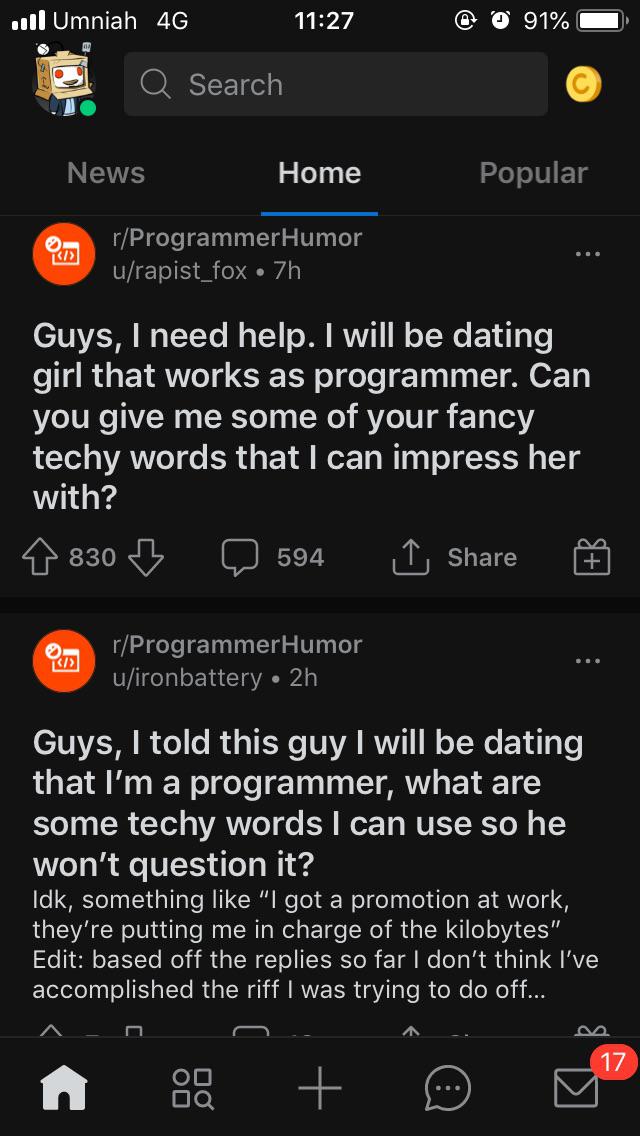 Umniah 4G 11:27 91%
Search
News Home Popular
r/ProgrammerHumor
u/rapist_fox • 7h
Guys, I need help. I will be dating
girl that works as programmer. Can
you give me some of your fancy
techy words that I can impress her
with?
830 594 Share
r/ProgrammerHumor
u/ironbattery • 2h
Guys, I told this guy I will be dating
that I'm a programmer, what are
some techy words I can use so he
won't question it?
Idk, something like “I got a promotion at work,
they're putting me in charge of the kilobytes”
Edit: based off the replies so far I don't think I've
accomplished the riff I was trying to do off...
17